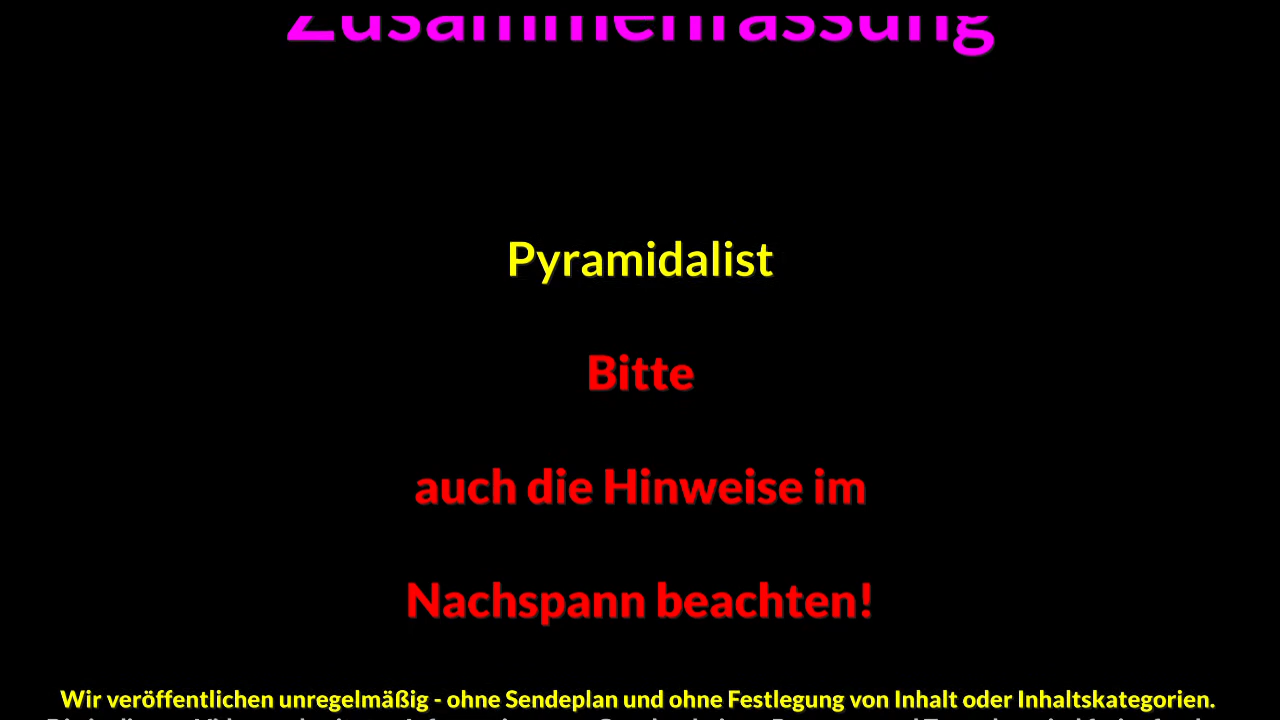 Zusammenfassung
Pyramidalist
Bitte
auch die Hinweise im
Nachspann beachten!
Wir veröffentlichen unregelmäßig - ohne Sendeplan und ohne Festlegung von Inhalt oder Inhaltskategorien.